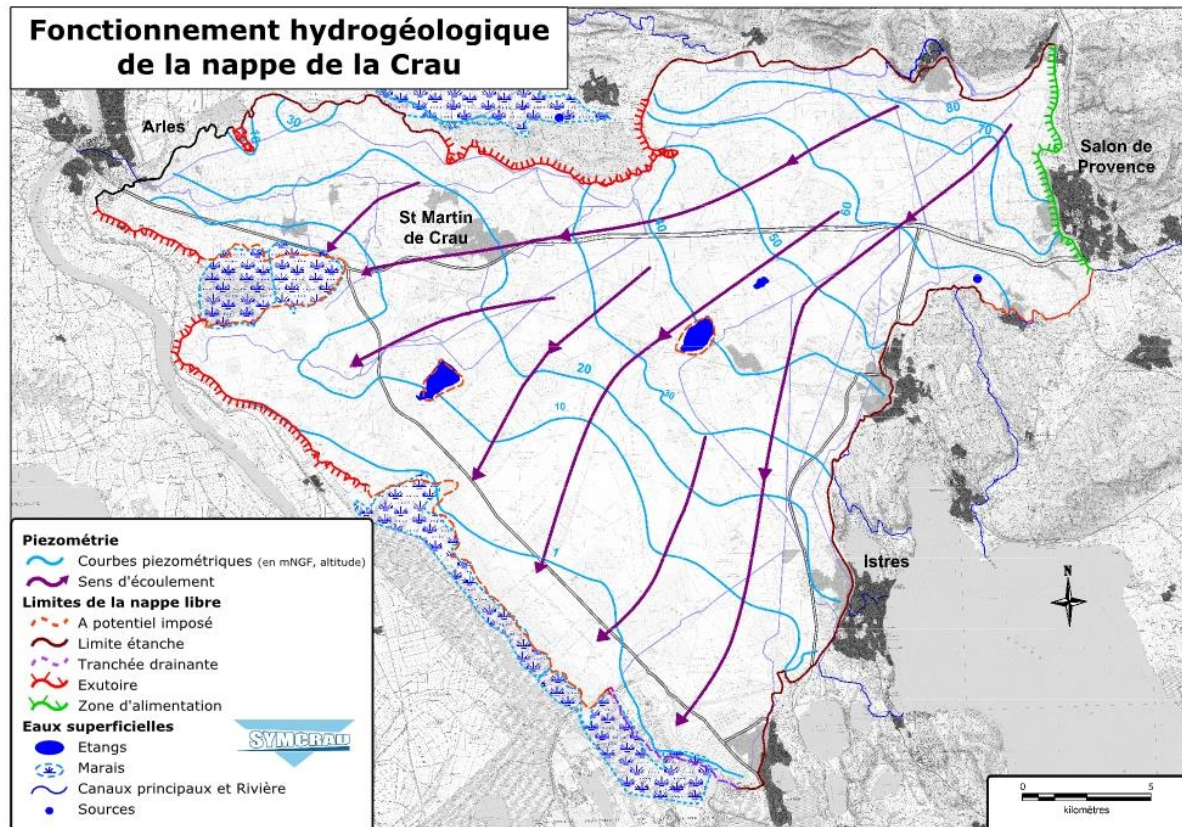 Fonctionnement hydrogéologique
de la nappe de la Crau
Arles
30
10
80
70
Salon de
Provence
St Martin
de Crau
60
50
40
20
30
10
1
Istres
N
Piezométrie
Courbes piezométriques (en mNGF, altitude)
Sens d'écoulement
Limites de la nappe libre
A potentiel imposé
Limite étanche
Tranchée drainante
Exutoire
Zone d'alimentation
Eaux superficielles
SYMCRAU
Etangs
Marais
Canaux principaux et Rivière
Sources
0 5
kilomètres